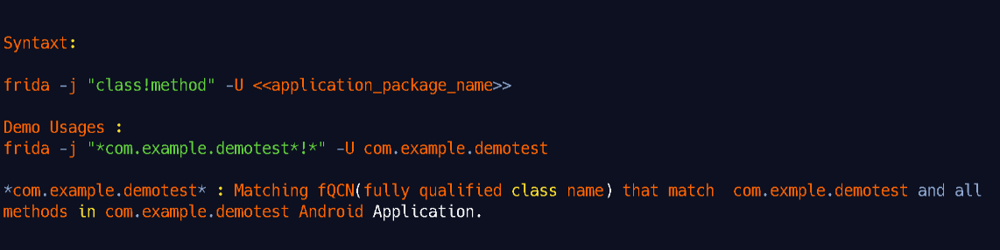 Syntaxt:
frida -j "class!method" -U <<application_package_name>>
Demo Usages :
frida -j "*com.example.demotest*!*" -U com.example.demotest
*com.example.demotest* : Matching fQCN(fully qualified class name) that match  com.exmple.demotest and all
methods in com.example.demotest Android Application.